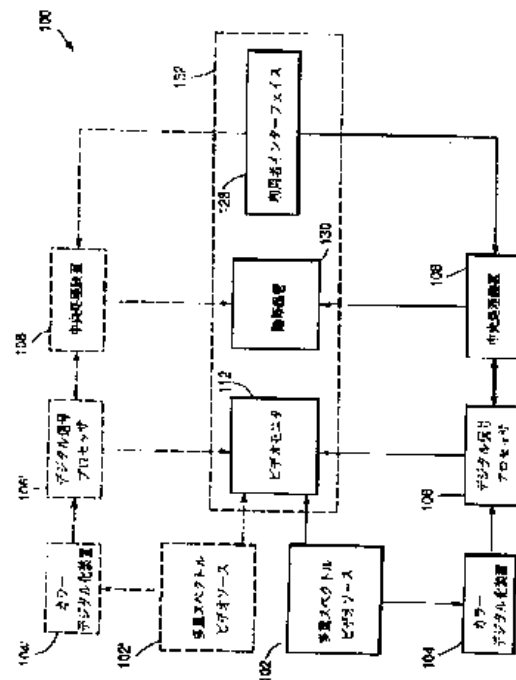 100
104'
カラー
デジタル化装置
106'
デジタル信号
プロセッサ
108
中央処理装置
102'
多重スペクトル
ビデオソース
112
ビデオモニタ
130
128
利用者インターフェイス
152
102
多重スペクトル
ビデオソース
104
カラー
デジタル化装置
106
デジタル信号
プロセッサ
108
中央処理装置